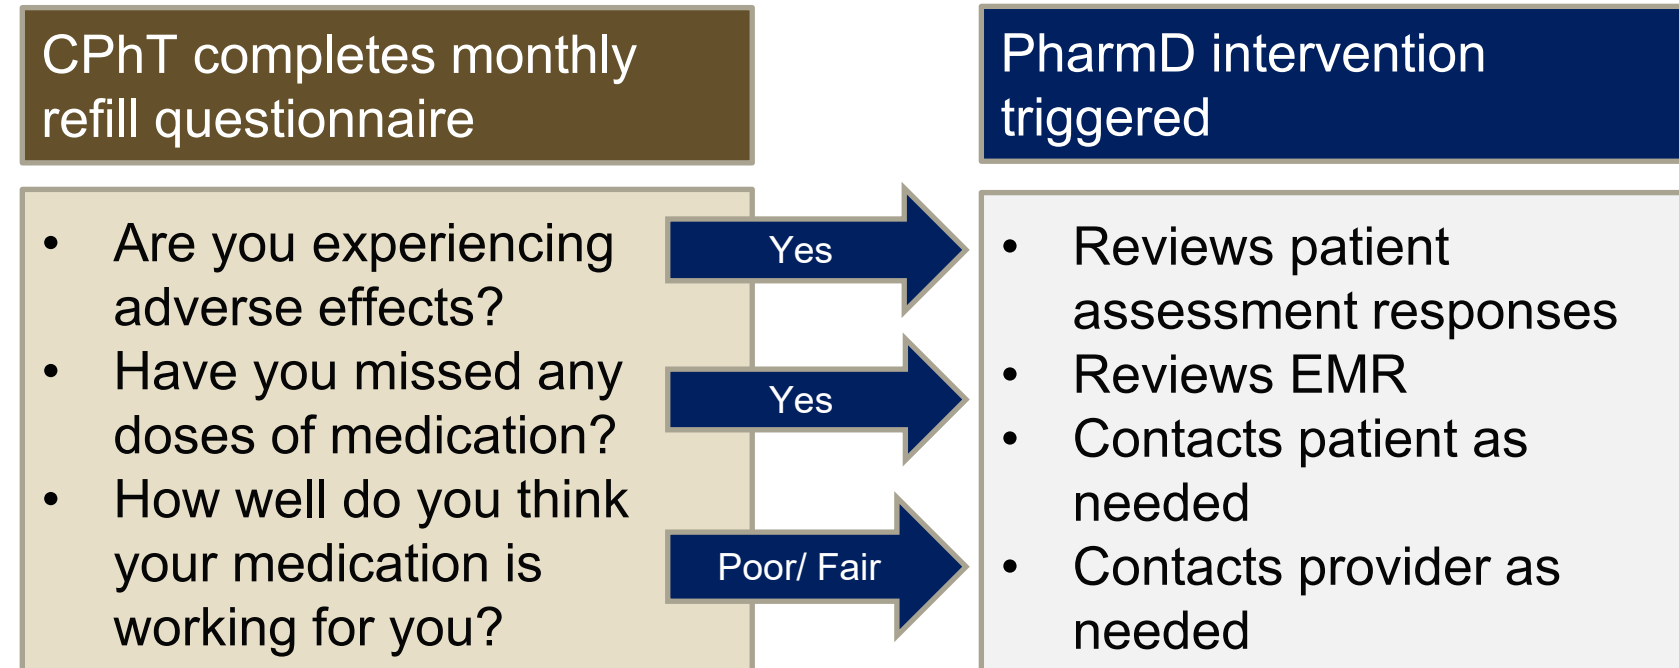 CPhT completes monthly
refill questionnaire
• Are you experiencing
adverse effects?
• Have you missed any
doses of medication?
• How well do you think
your medication is
working for you?
Yes
Yes
Poor/ Fair
PharmD intervention
triggered
• Reviews patient
assessment responses
• Reviews EMR
• Contacts patient as
needed
• Contacts provider as
needed